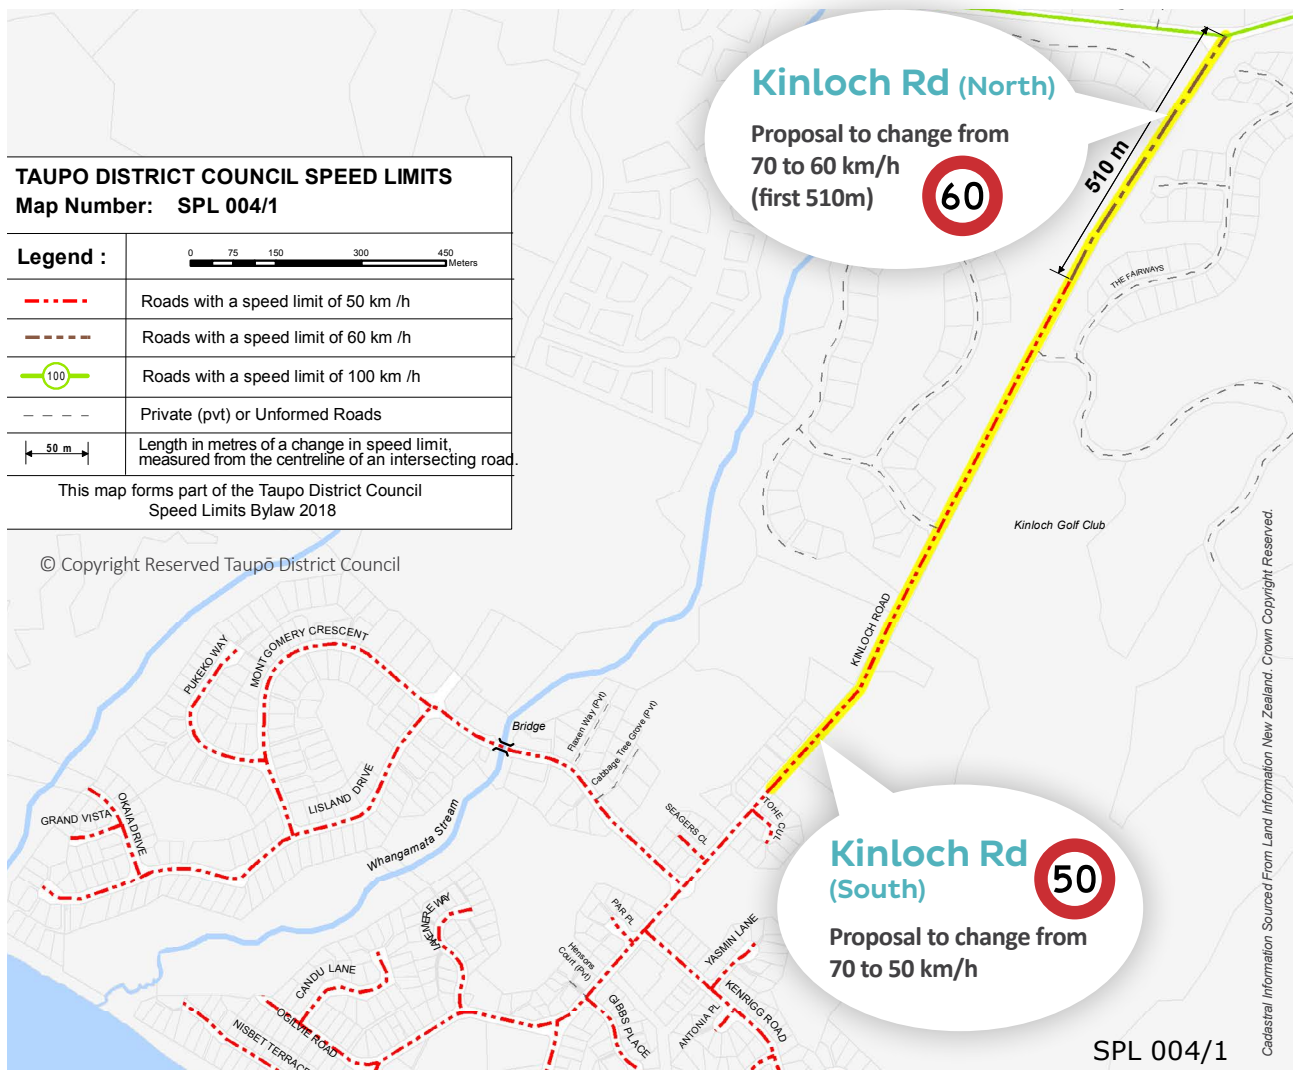 Kinloch Rd (North)
Proposal to change from
70 to 60 km/h
(first 510m)
60
510 m
TAUPO DISTRICT COUNCIL SPEED LIMITS
Map Number: SPL 004/1
Legend :
0 75 150 300 450
Meters
Roads with a speed limit of 50 km /h
Roads with a speed limit of 60 km /h
100
Roads with a speed limit of 100 km /h
Private (pvt) or Unformed Roads
50 m
Length in metres of a change in speed limit,
measured from the centreline of an intersecting road.
This map forms part of the Taupo District Council
Speed Limits Bylaw 2018
© Copyright Reserved Taupō District Council
THE FAIRWAYS
Kinloch Golf Club
KINLOCH ROAD
PUKEKO WAY
MONTGOMERY CRESCENT
Bridge
Flaxen Way (Pvt)
Cabbage Tree Grove (Pvt)
LISLAND DRIVE
GRAND VISTA
OKAIA DRIVE
Whangamata Stream
SEAGERS CL
TOHE CUL
Kinloch Rd
(South)
50
Proposal to change from
70 to 50 km/h
PAR PL
Hensons
Court (Pvt)
YASMIN LANE
KENRIGG ROAD
ANTONIA PL
GIBBS PLACE
LAKEMERE WAY
CANDU LANE
OGILVIE ROAD
NISBET TERRACE
SPL 004/1
Cadastral Information Sourced From Land Information New Zealand. Crown Copyright Reserved.